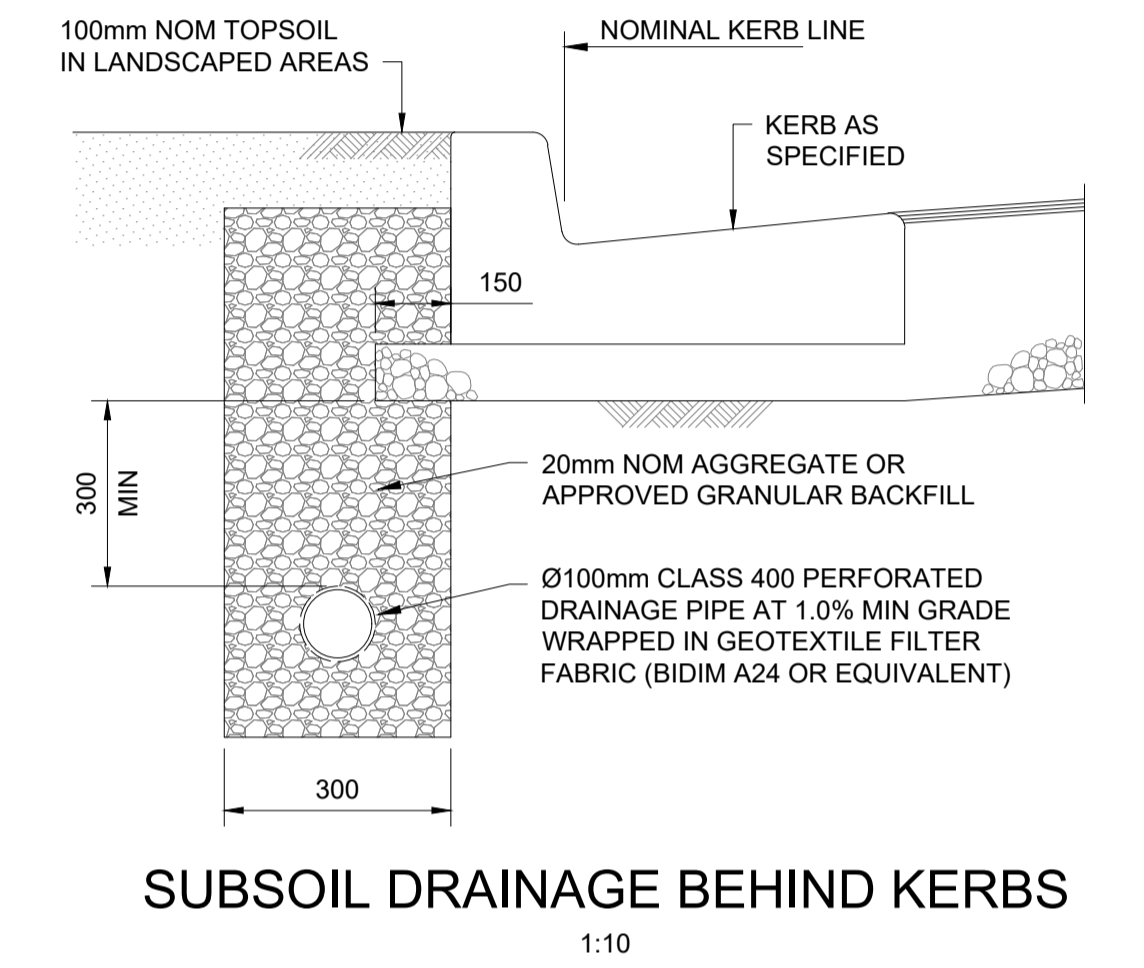 100mm NOM TOPSOIL
IN LANDSCAPED AREAS
NOMINAL KERB LINE
KERB AS
SPECIFIED
150
300
MIN
20mm NOM AGGREGATE OR
APPROVED GRANULAR BACKFILL
Ø100mm CLASS 400 PERFORATED
DRAINAGE PIPE AT 1.0% MIN GRADE
WRAPPED IN GEOTEXTILE FILTER
FABRIC (BIDIM A24 OR EQUIVALENT)
300
SUBSOIL DRAINAGE BEHIND KERBS
1:10